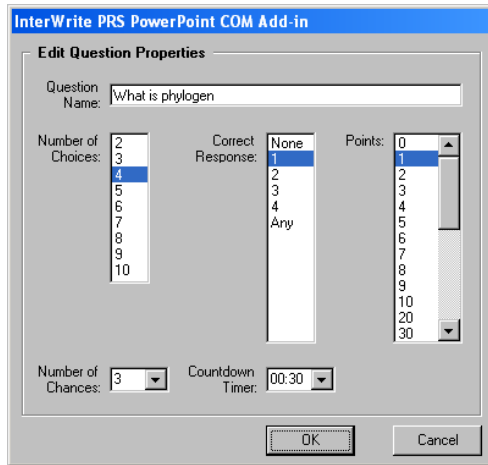 InterWrite PRS PowerPoint COM Add-in
Edit Question Properties
Question Name: What is phylogen
Number of Choices:
2
3
4
5
6
7
8
9
10
Correct Response:
None
1
2
3
4
Any
Points:
0
1
2
3
4
5
6
7
8
9
10
20
30
Number of Chances: 3
Countdown Timer: 00:30
OK Cancel